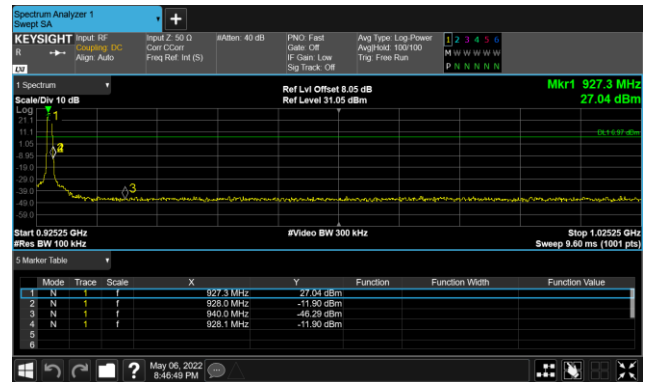 Spectrum Analyzer 1
Swept SA
KEYSIGHT Input: RF Input Z: 50 Ω #Atten: 40 dB PNO: Fast Avg Type: Log-Power 1 2 3 4 5 6
R Coupling: DC Corr CCorr Gate: Off Avg|Hold: 100/100 M W W W W W
Align: Auto Freq Ref: Int (S) IF Gain: Low Trig: Free Run
Sig Track: Off P N N N N N
LXI
1 Spectrum Ref Lvl Offset 8.05 dB Mkr1 927.3 MHz
Scale/Div 10 dB Ref Level 31.05 dBm 27.04 dBm
Log
21.1 1
11.1 DL1 6.97 dBm
1.05
-8.95
-19.0
-29.0
-39.0 3
-49.0
-59.0
Start 0.92525 GHz #Video BW 300 kHz Stop 1.02525 GHz
#Res BW 100 kHz Sweep 9.60 ms (1001 pts)
5 Marker Table
Mode Trace Scale X Y Function Function Width Function Value
1 N 1 f 927.3 MHz 27.04 dBm
2 N 1 f 928.0 MHz -11.90 dBm
3 N 1 f 940.0 MHz -46.29 dBm
4 N 1 f 928.1 MHz -11.90 dBm
5
6
? May 06, 2022
8:46:49 PM